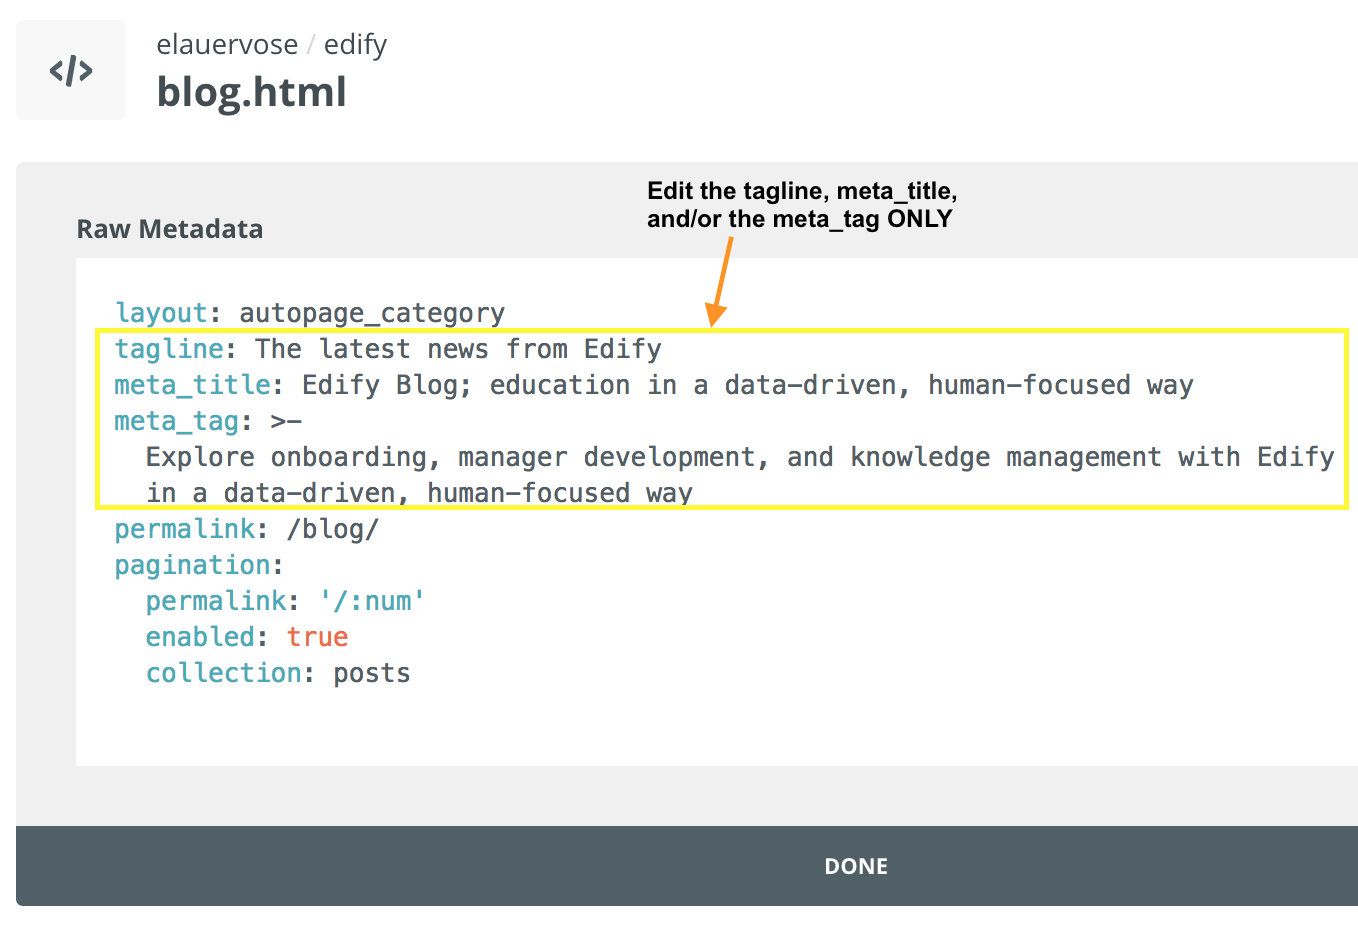 </>
elauervose / edify
blog.html
Edit the tagline, meta_title,
and/or the meta_tag ONLY
Raw Metadata
layout: autopage_category
tagline: The latest news from Edify
meta_title: Edify Blog; education in a data-driven, human-focused way
meta_tag: >-
  Explore onboarding, manager development, and knowledge management with Edify
  in a data-driven, human-focused way
permalink: /blog/
pagination:
  permalink: '/:num'
  enabled: true
  collection: posts
DONE